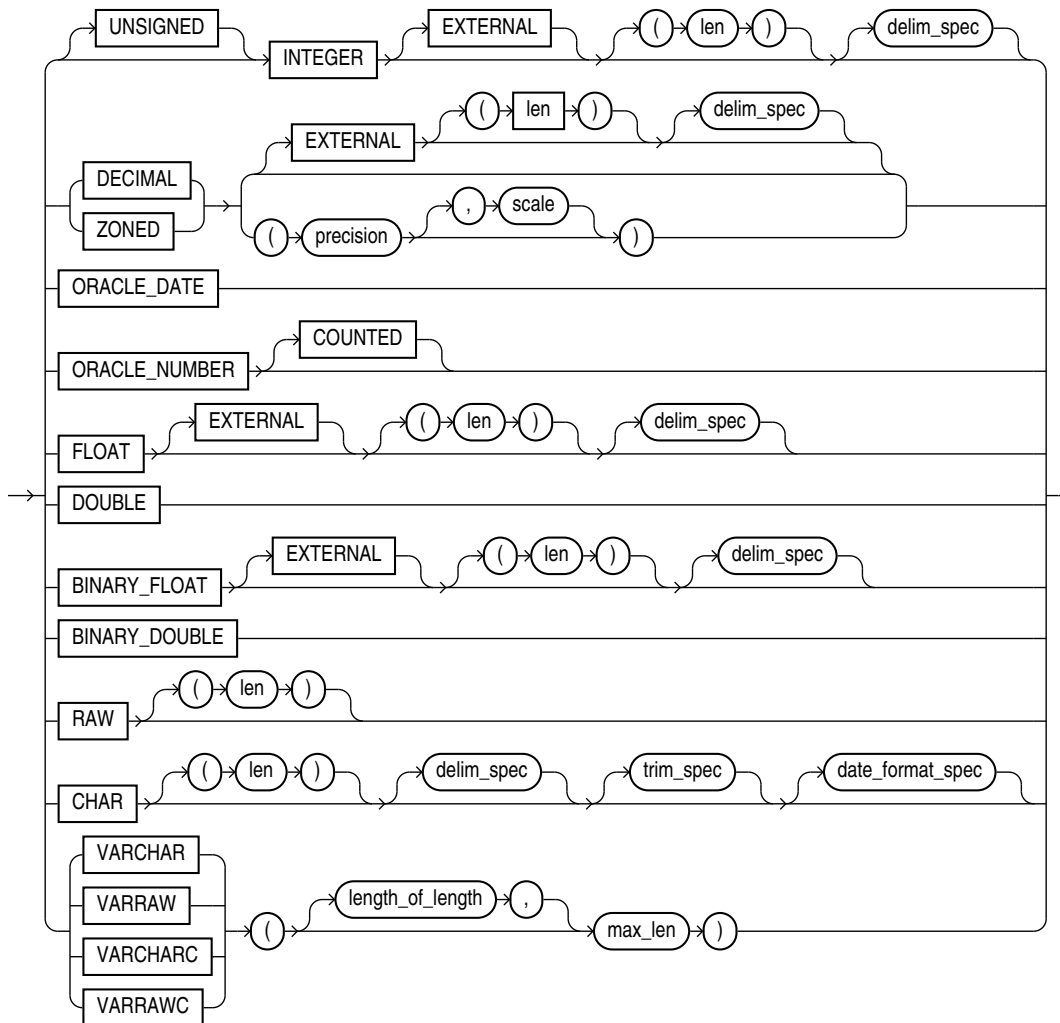 UNSIGNED INTEGER EXTERNAL ( len ) delim_spec
EXTERNAL ( len ) delim_spec
DECIMAL
ZONED
( precision , scale )
ORACLE_DATE
ORACLE_NUMBER COUNTED
FLOAT EXTERNAL ( len ) delim_spec
DOUBLE
BINARY_FLOAT EXTERNAL ( len ) delim_spec
BINARY_DOUBLE
RAW ( len )
CHAR ( len ) delim_spec trim_spec date_format_spec
VARCHAR
VARRAW
VARCHARC
VARRAWC
( length_of_length , max_len )